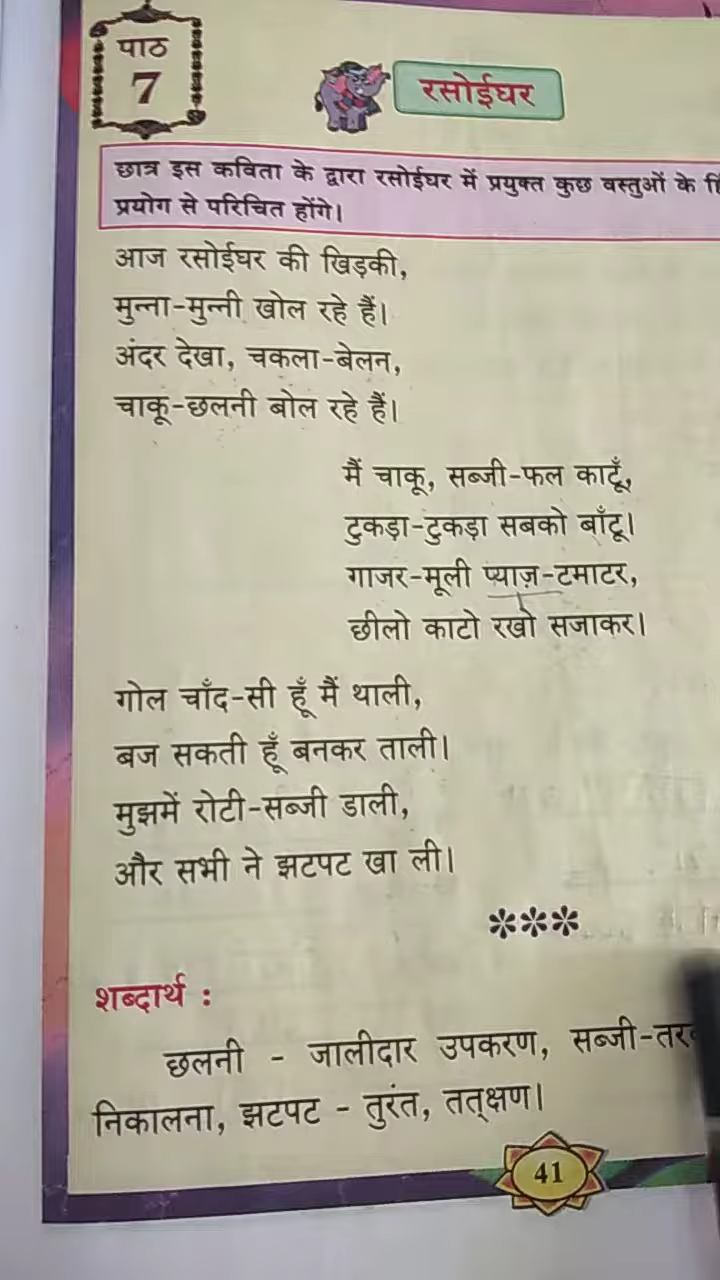 पाठ
7
रसोईघर
छात्र इस कविता के द्वारा रसोईघर में प्रयुक्त कुछ वस्तुओं के
प्रयोग से परिचित होंगे।
आज रसोईघर की खिड़की,
मुन्ना-मुन्नी खोल रहे हैं।
अंदर देखा, चकला-बेलन,
चाकू-छलनी बोल रहे हैं।
मैं चाकू, सब्जी-फल काटूँ,
टुकड़ा-टुकड़ा सबको बाँटू।
गाजर-मूली प्याज़-टमाटर,
छीलो काटो रखो सजाकर।
गोल चाँद-सी हूँ मैं थाली,
बज सकती हूँ बनकर ताली।
मुझमें रोटी-सब्जी डाली,
और सभी ने झटपट खा ली।
***
शब्दार्थ :
छलनी - जालीदार उपकरण, सब्जी-
निकालना, झटपट - तुरंत, तत्क्षण।
41